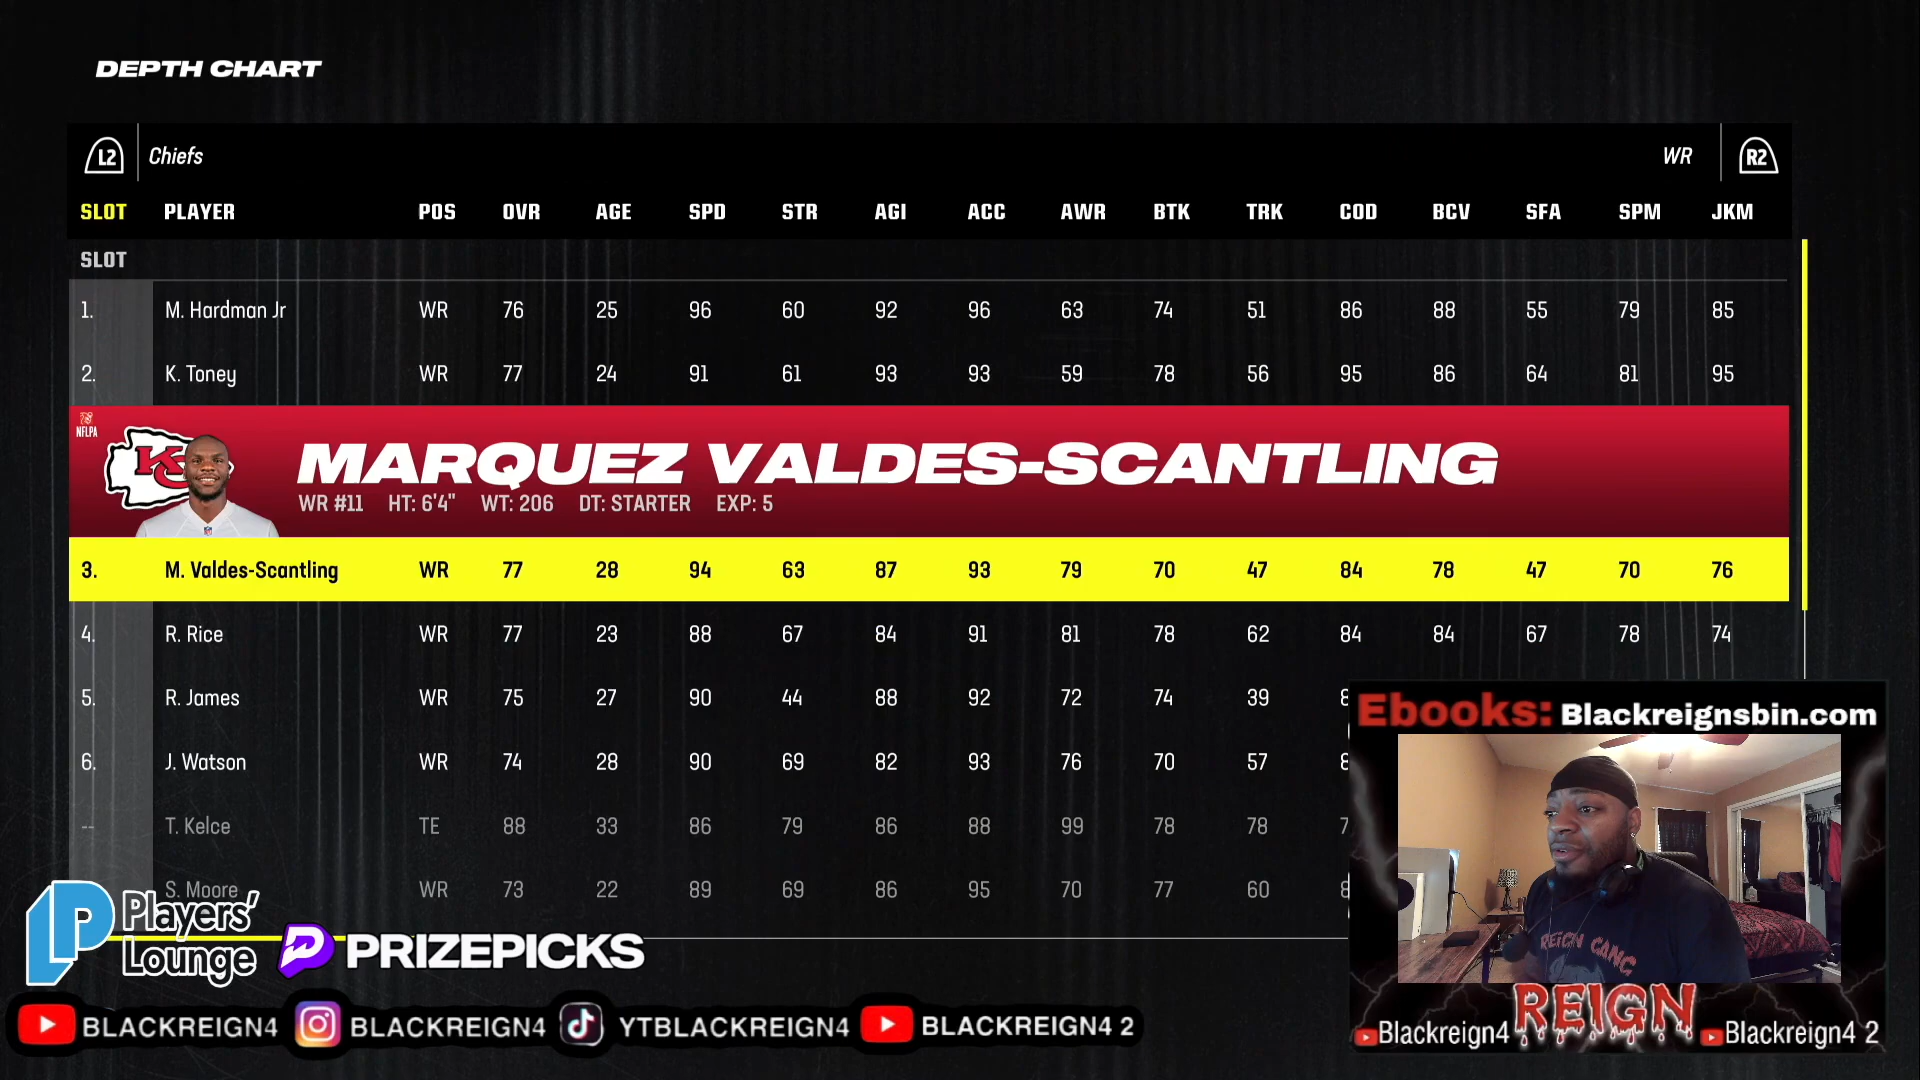 DEPTH CHART
L2 Chiefs WR R2
SLOT PLAYER POS OVR AGE SPD STR AGI ACC AWR BTK TRK COD BCV SFA SPM JKM
SLOT
1. M. Hardman Jr WR 76 25 96 60 92 96 63 74 51 86 88 55 79 85
2. K. Toney WR 77 24 91 61 93 93 59 78 56 95 86 64 81 95
NFLPA
MARQUEZ VALDES-SCANTLING
WR #11 HT: 6'4" WT: 206 DT: STARTER EXP: 5
3. M. Valdes-Scantling WR 77 28 94 63 87 93 79 70 47 84 78 47 70 76
4. R. Rice WR 77 23 88 67 84 91 81 78 62 84 84 67 78 74
5. R. James WR 75 27 90 44 88 92 72 74 39
6. J. Watson WR 74 28 90 69 82 93 76 70 57
-- T. Kelce TE 88 33 86 79 86 88 99 78 78
S. Moore WR 73 22 89 69 86 95 70 77 60
Ebooks: Blackreignsbin.com
REIGN GANG
Players'
Lounge
PRIZEPICKS
BLACKREIGN4 BLACKREIGN4 YTBLACKREIGN4 BLACKREIGN4 2
Blackreign4 REIGN Blackreign4 2